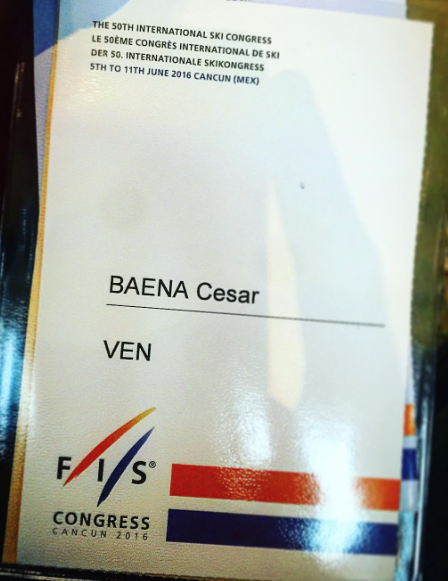 THE 50TH INTERNATIONAL SKI CONGRESS
LE 50ÈME CONGRÈS INTERNATIONAL DE SKI
DER 50. INTERNATIONALE SKIKONGRESS
5TH TO 11TH JUNE 2016 CANCUN (MEX)
BAENA Cesar
VEN
FIS®
CONGRESS
CANCUN 2016